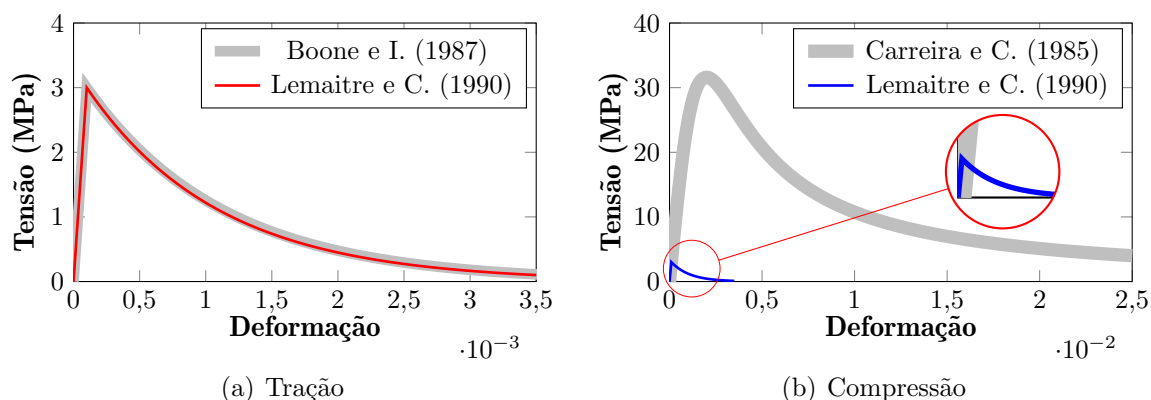 4
3
2
1
0
Tensão (MPa)
Boone e I. (1987)
Lemaitre e C. (1990)
0 0,5 1 1,5 2 2,5 3 3,5
Deformação
·10⁻³
(a) Tração
40
30
20
10
0
Tensão (MPa)
Carreira e C. (1985)
Lemaitre e C. (1990)
0 0,5 1 1,5 2 2,5
Deformação
·10⁻²
(b) Compressão